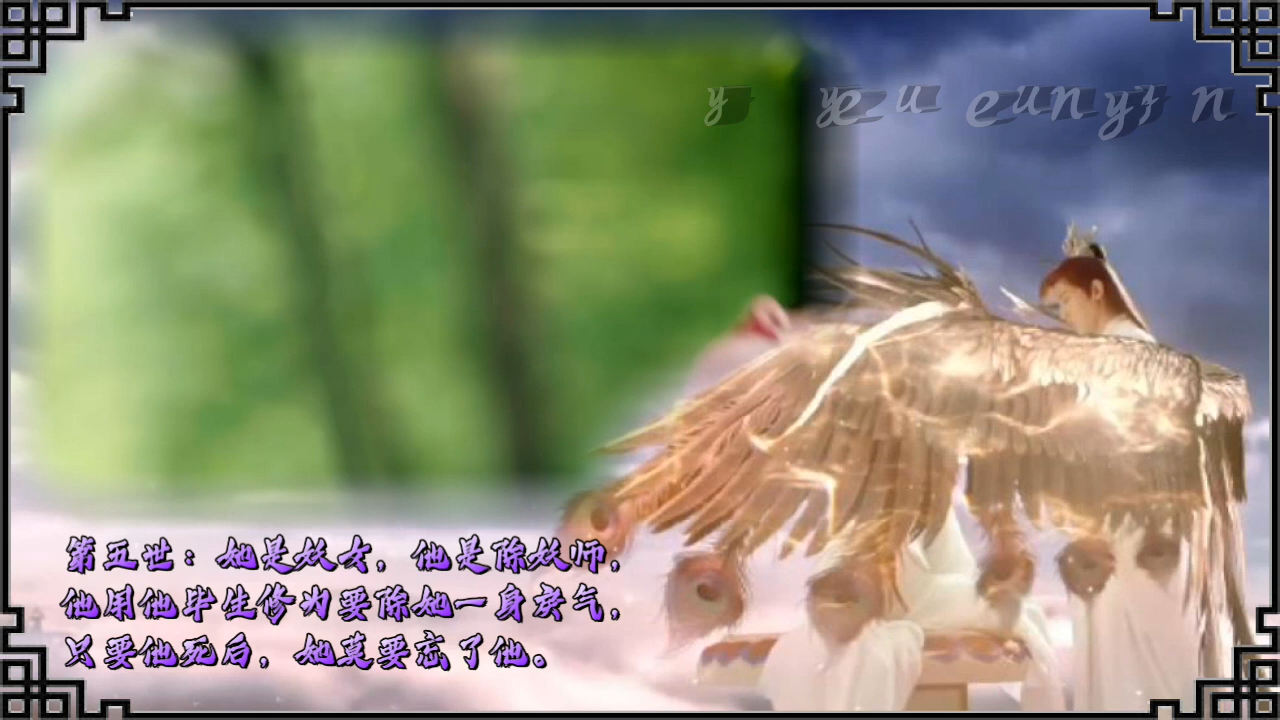 第五世：她是妖女，他是除妖师，
他用他毕生修为要除她一身戾气，
只要他死后，她莫要忘了他。